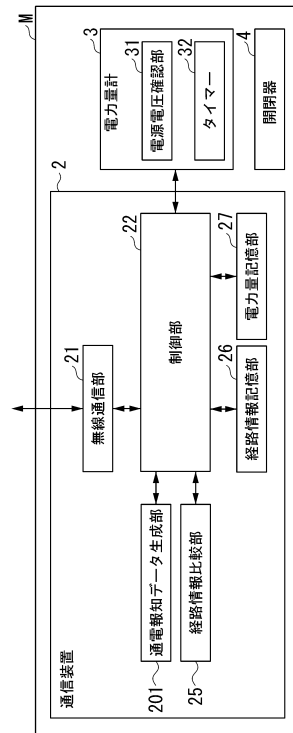 M
通信装置
2
無線通信部
21
制御部
22
通電報知データ生成部
201
経路情報比較部
25
経路情報記憶部
26
電力量記憶部
27
電力量計
3
電源電圧確認部
31
タイマー
32
開閉器
4